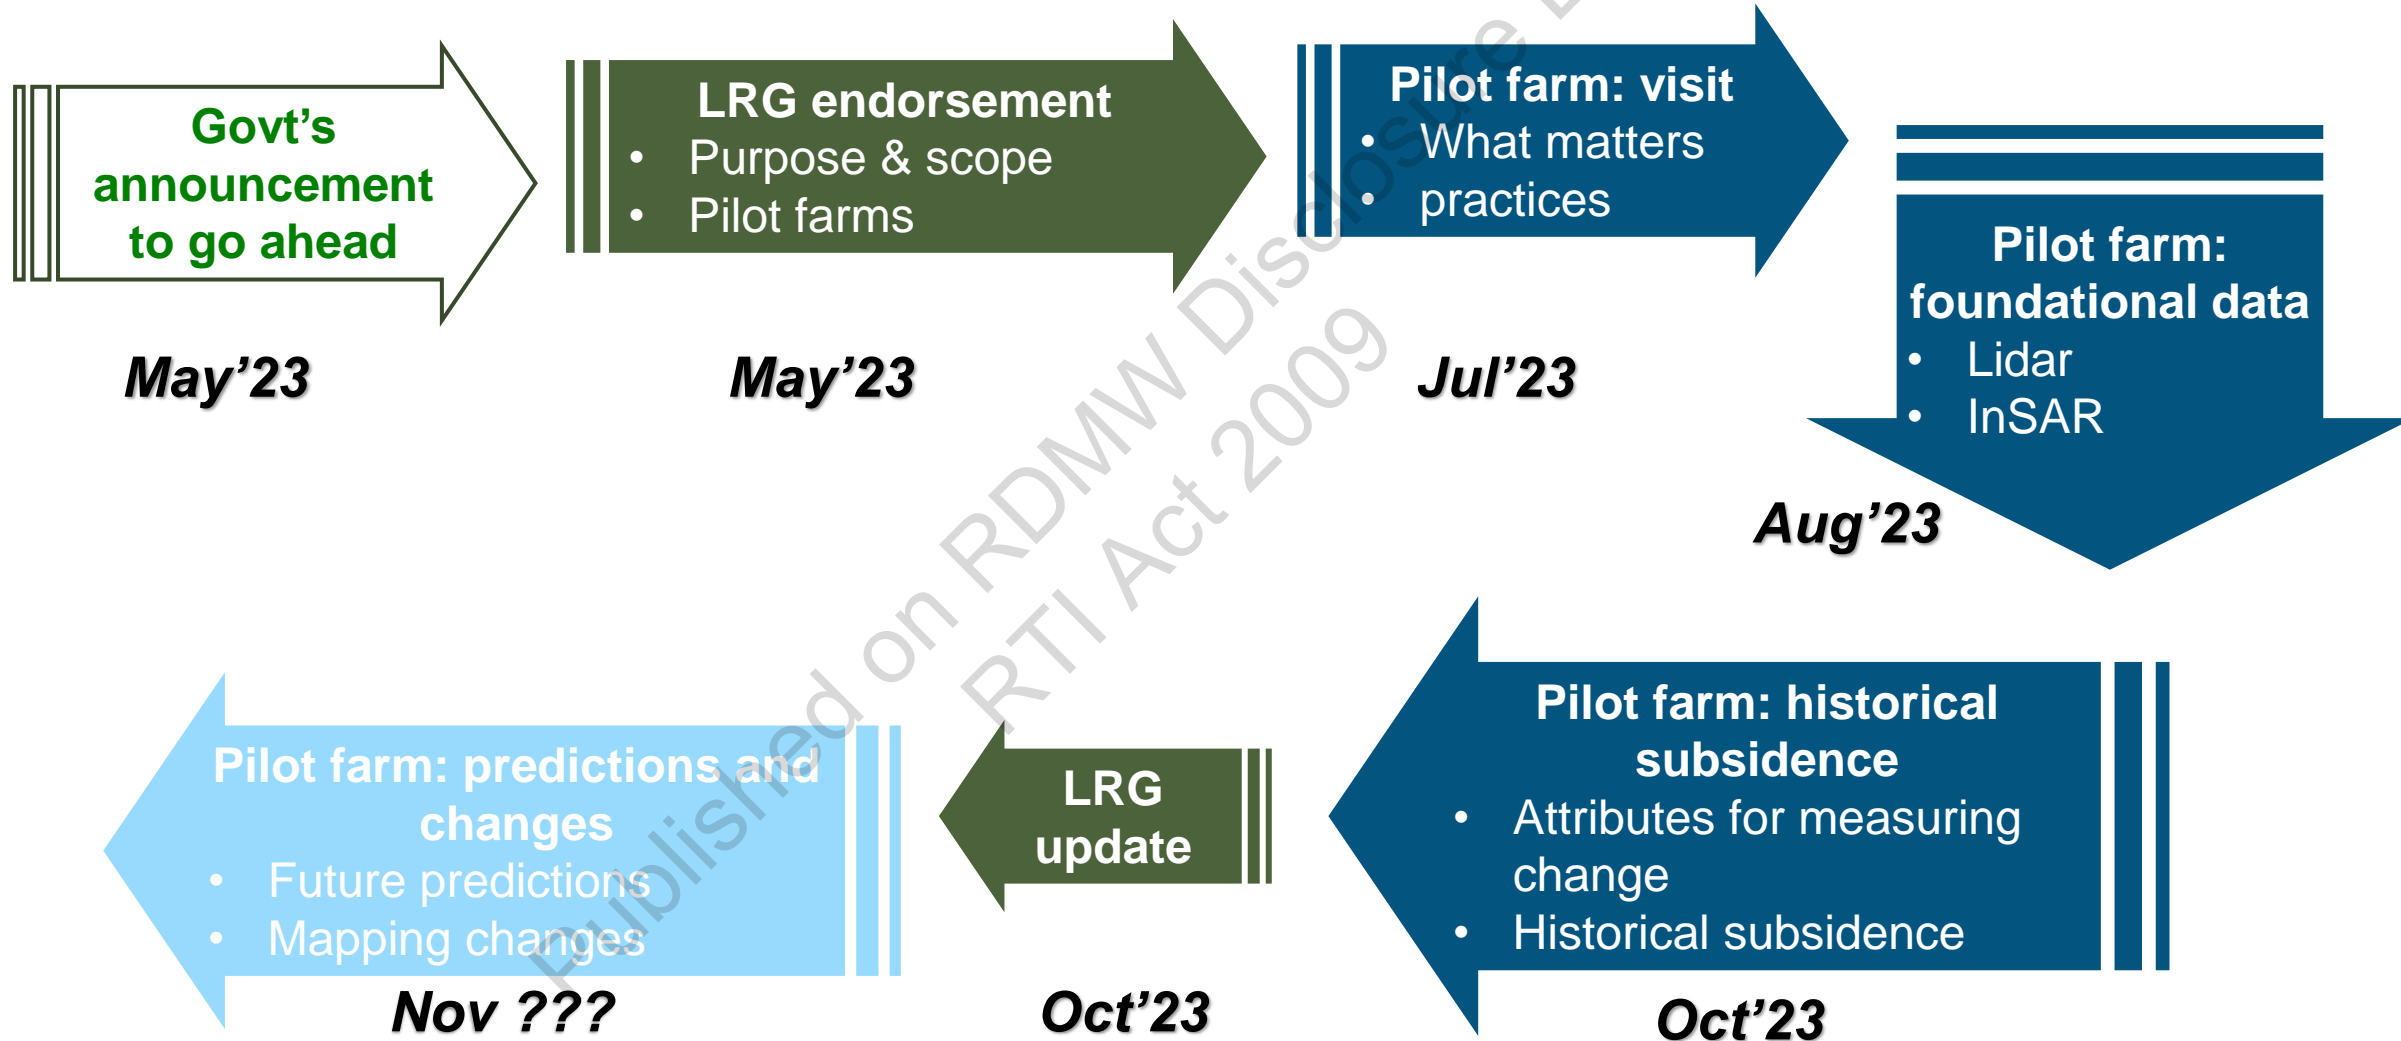 Govt’s
announcement
to go ahead
May’23
LRG endorsement
• Purpose & scope
• Pilot farms
May’23
Pilot farm: visit
• What matters
• practices
Jul’23
Pilot farm:
foundational data
• Lidar
• InSAR
Aug’23
Pilot farm: historical
subsidence
• Attributes for measuring
change
• Historical subsidence
Oct’23
LRG
update
Oct’23
Pilot farm: predictions and
changes
• Future predictions
• Mapping changes
Nov ???
Published on RDMW Disclosure
RTI Act 2009